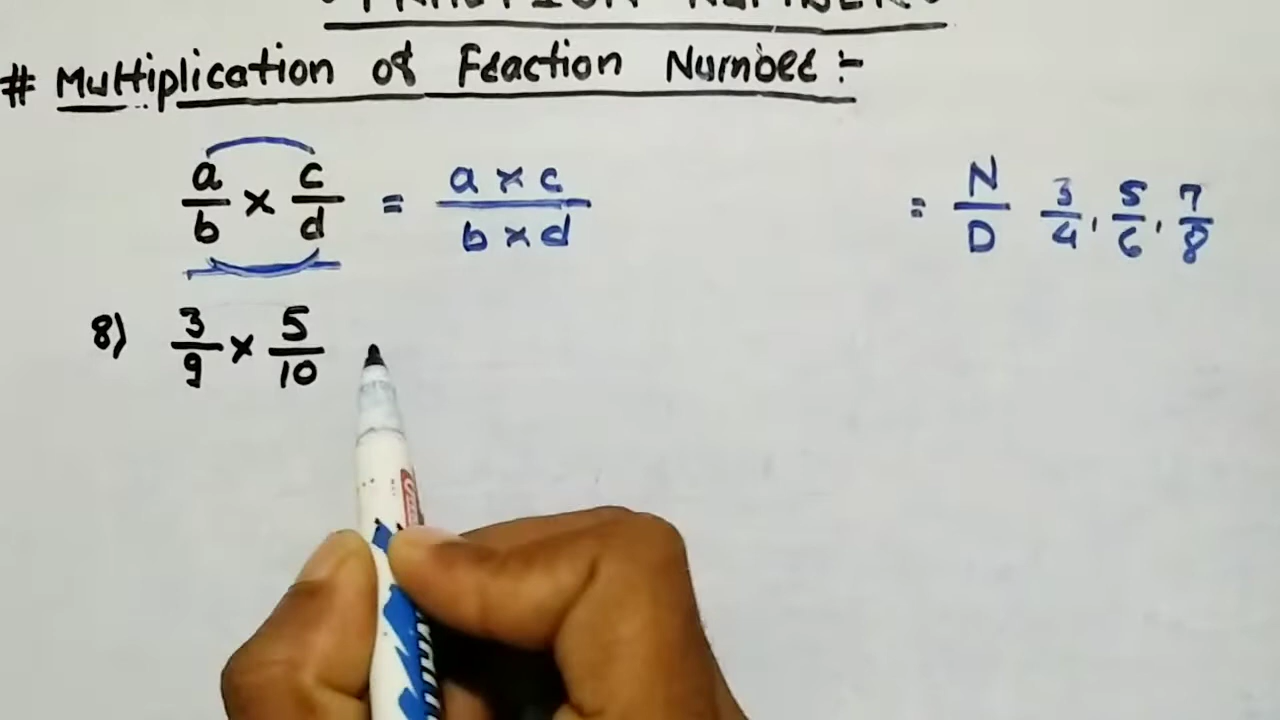 # Multiplication of Fraction Number :-
a/b × c/d = a × c / b × d = N/D 3/4, 5/6, 7/8
8) 3/9 × 5/10